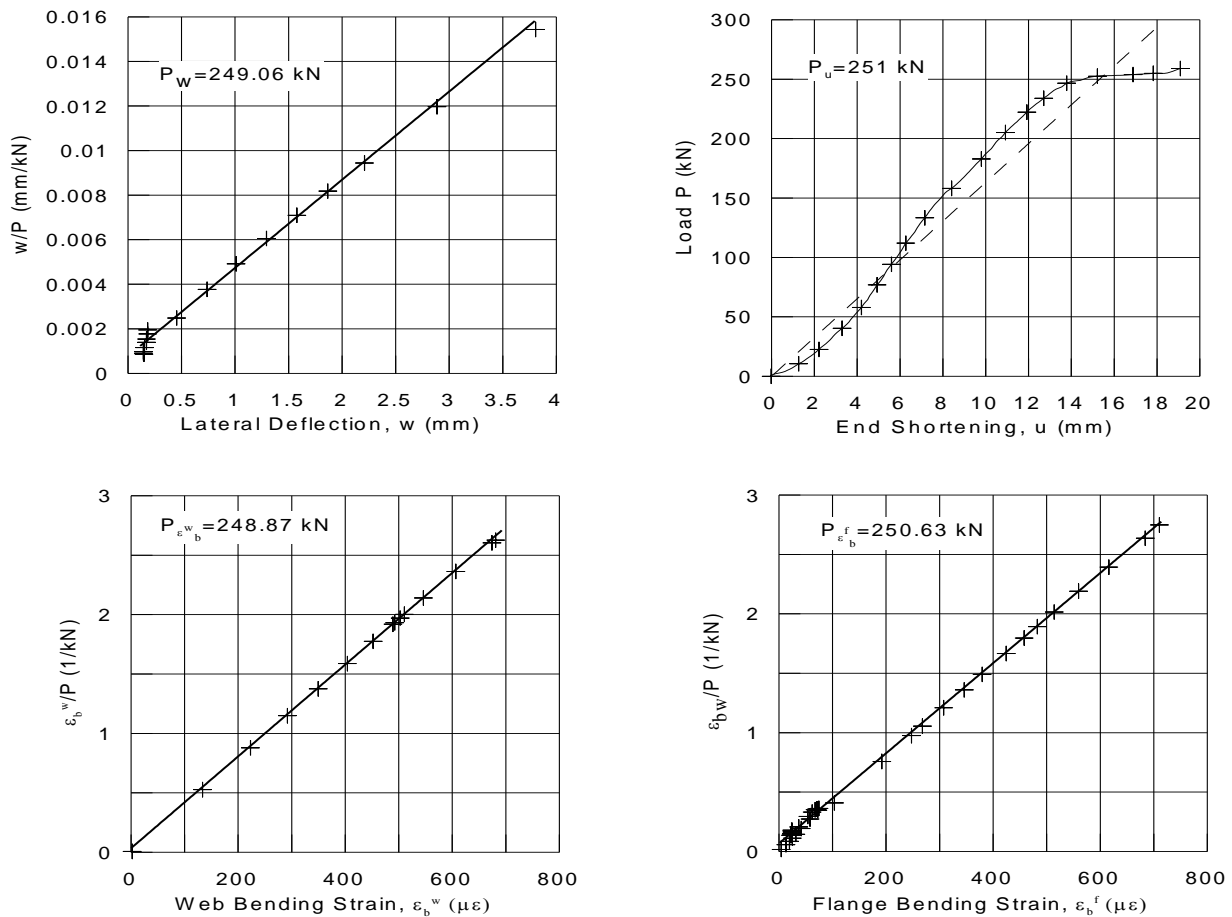 0.016
0.014
0.012
0.01
0.008
0.006
0.004
0.002
0
w/P (mm/kN)
P_w=249.06 kN
0 0.5 1 1.5 2 2.5 3 3.5 4
Lateral Deflection, w (mm)
300
250
200
150
100
50
0
Load P (kN)
P_u=251 kN
0 2 4 6 8 10 12 14 16 18 20
End Shortening, u (mm)
3
2
1
0
ε_b^w/P (1/kN)
P_{ε^w_b}=248.87 kN
0 200 400 600 800
Web Bending Strain, ε_b^w (με)
3
2
1
0
ε_bw/P (1/kN)
P_{ε^f_b}=250.63 kN
0 200 400 600 800
Flange Bending Strain, ε_b^f (με)